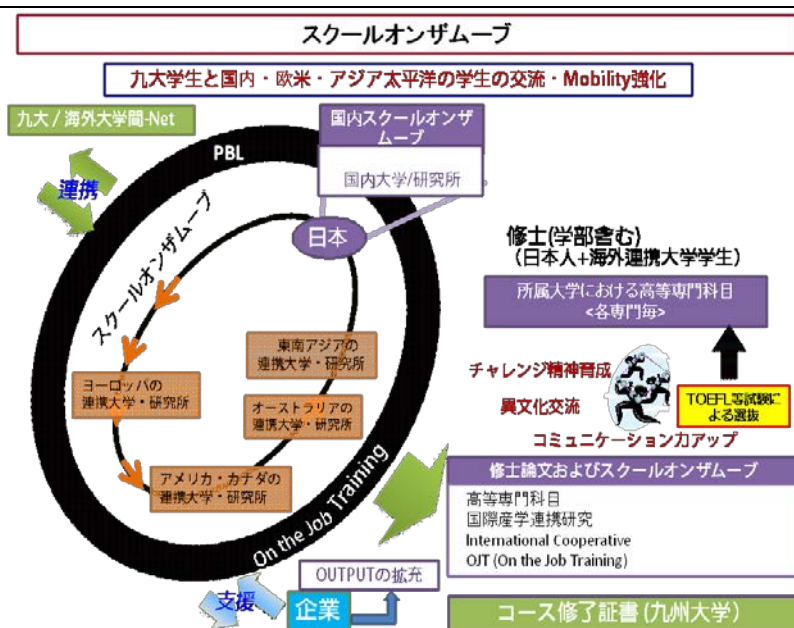 スクールオンザムーブ
九大学生と国内・欧米・アジア太平洋の学生の交流・Mobility強化
九大/海外大学間-Net
連携
PBL
国内スクールオンザ
ムーブ
国内大学/研究所
日本
スクールオンザムーブ
東南アジアの
連携大学・研究所
ヨーロッパの
連携大学・研究所
オーストラリアの
連携大学・研究所
アメリカ・カナダの
連携大学・研究所
On the Job Training
修士(学部含む)
(日本人+海外連携大学学生)
所属大学における高等専門科目
<各専門毎>
チャレンジ精神育成
異文化交流
コミュニケーション力アップ
TOEFL等試験に
よる選抜
修士論文およびスクールオンザムーブ
高等専門科目
国際産学連携研究
International Cooperative
OJT (On the Job Training)
OUTPUTの拡充
支援
企業
コース修了証書(九州大学)